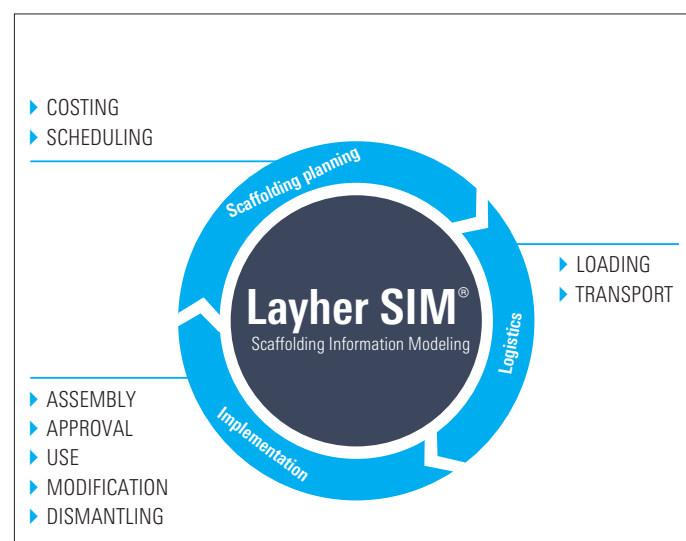 COSTING
SCHEDULING
Scaffolding planning
LOADING
TRANSPORT
Logistics
Layher SIM®
Scaffolding Information Modeling
Implementation
ASSEMBLY
APPROVAL
USE
MODIFICATION
DISMANTLING